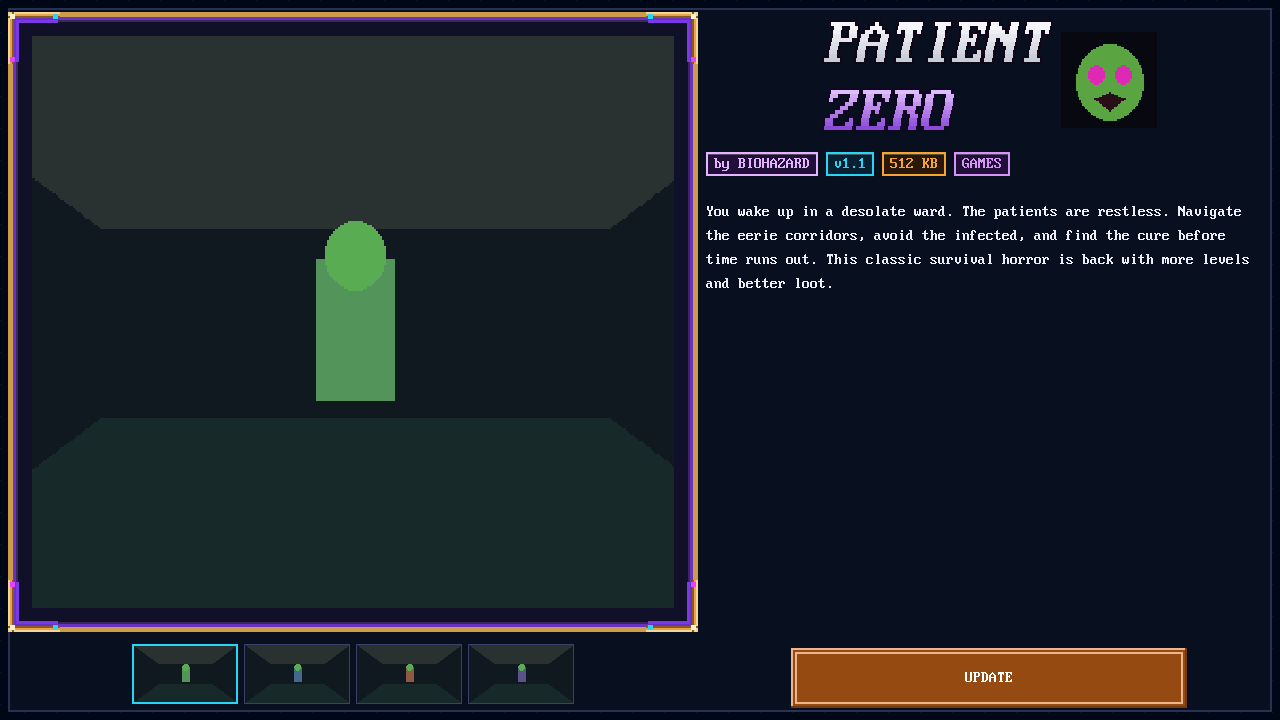 PATIENT
ZERO
by BIOHAZARD v1.1 512 KB GAMES
You wake up in a desolate ward. The patients are restless. Navigate
the eerie corridors, avoid the infected, and find the cure before
time runs out. This classic survival horror is back with more levels
and better loot.
UPDATE